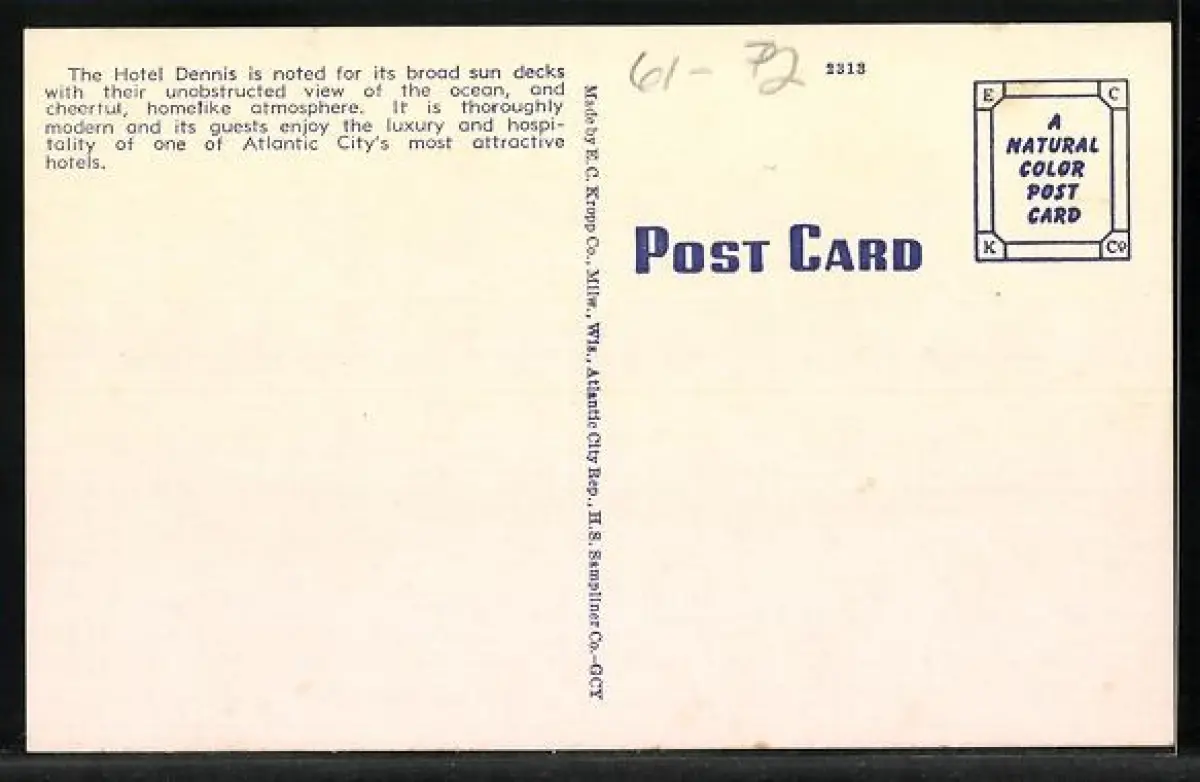 The Hotel Dennis is noted for its broad sun decks
with their unobstructed view of the ocean, and
cheerful, homelike atmosphere. It is thoroughly
modern and its guests enjoy the luxury and hospi-
tality of one of Atlantic City's most attractive
hotels.
Made by E. C. Kropp Co., Milw., Wis., Atlantic City Rep., H. S. Sampliner Co.-GCY
61- 72
2313
POST CARD
E C
A
NATURAL
COLOR
POST
CARD
K Co